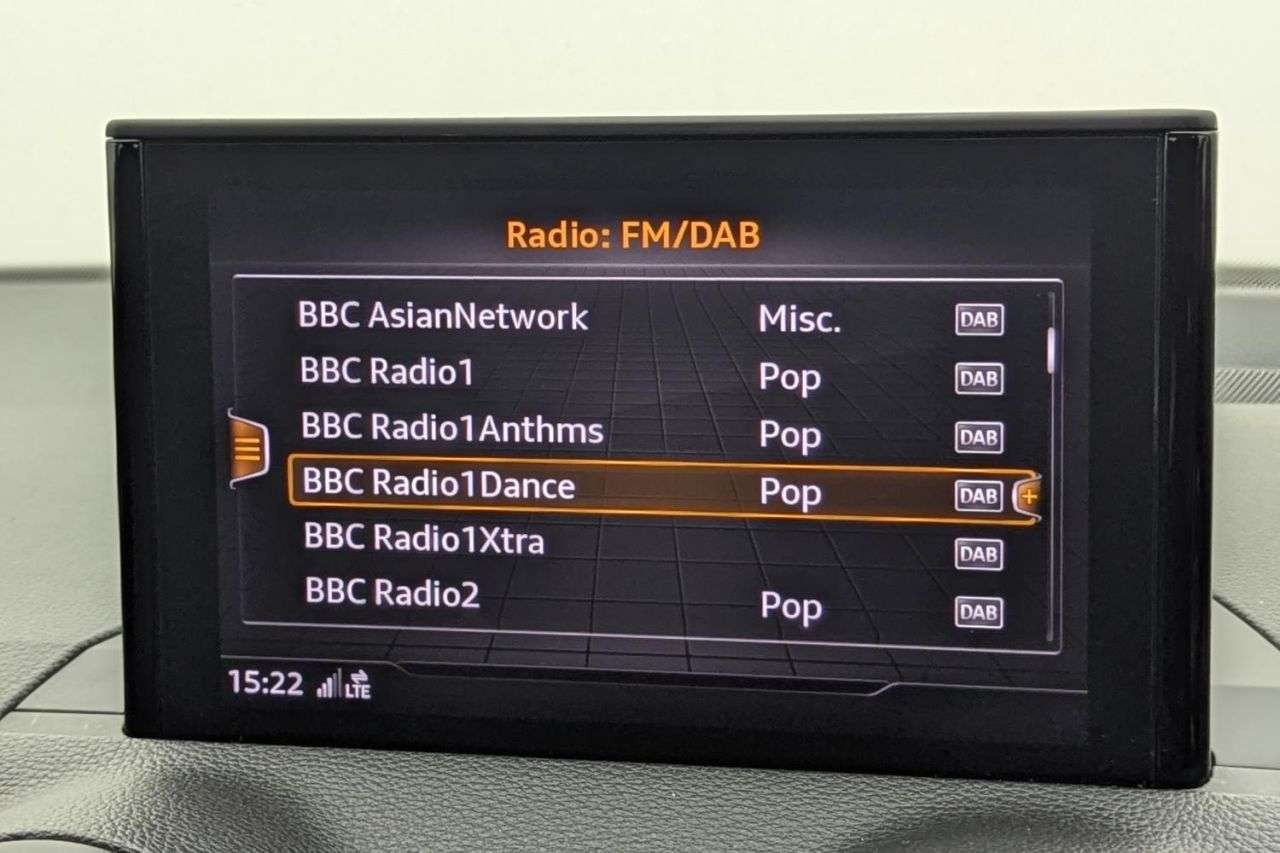 Radio: FM/DAB
BBC AsianNetwork Misc. DAB
BBC Radio1 Pop DAB
BBC Radio1Anthms Pop DAB
BBC Radio1Dance Pop DAB +
BBC Radio1Xtra DAB
BBC Radio2 Pop DAB
15:22 LTE